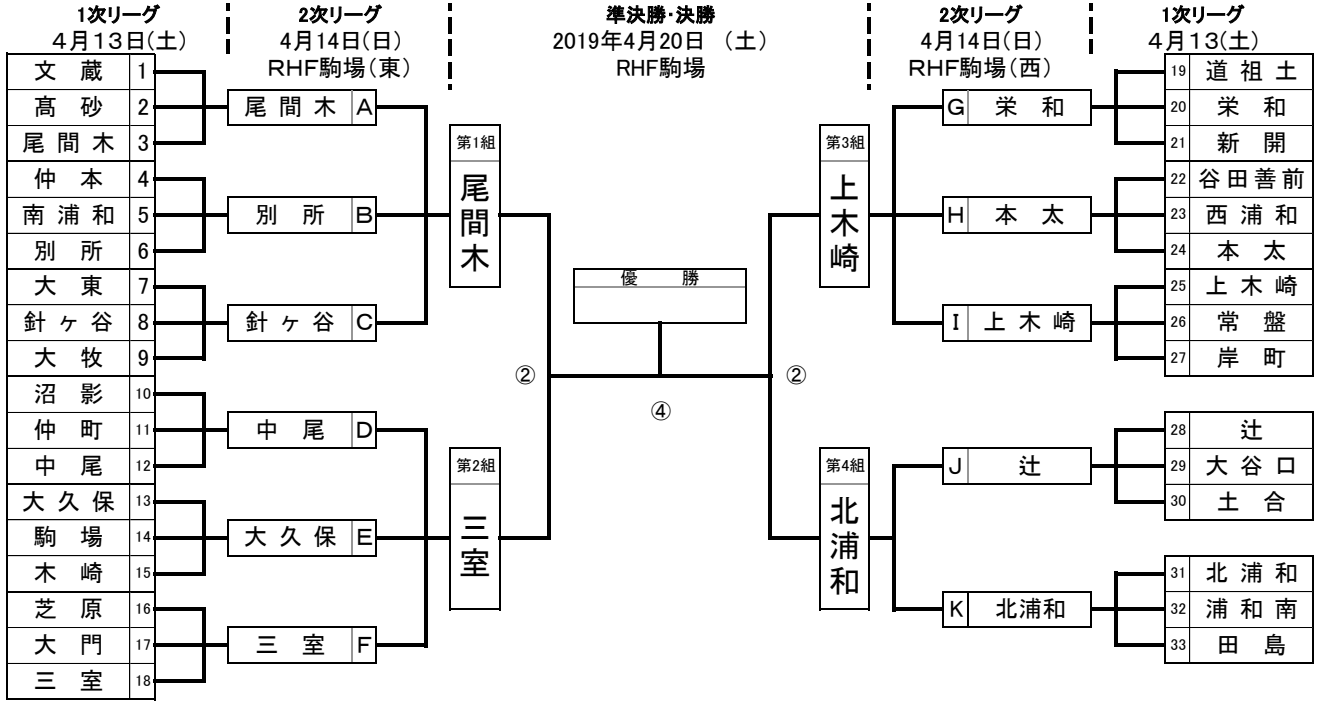 1次リーグ
4月13日(土)
2次リーグ
4月14日(日)
RHF駒場(東)
準決勝・決勝
2019年4月20日 (土)
RHF駒場
2次リーグ
4月14日(日)
RHF駒場(西)
1次リーグ
4月13(土)
文蔵 1
髙砂 2
尾間木 3
仲本 4
南浦和 5
別所 6
大東 7
針ヶ谷 8
大牧 9
沼影 10
仲町 11
中尾 12
大久保 13
駒場 14
木崎 15
芝原 16
大門 17
三室 18
尾間木 A
別所 B
針ヶ谷 C
中尾 D
大久保 E
三室 F
第1組
尾間木
第2組
三室
②
優勝
④
②
第3組
上木崎
第4組
北浦和
G 栄和
H 本太
I 上木崎
J 辻
K 北浦和
19 道祖土
20 栄和
21 新開
22 谷田善前
23 西浦和
24 本太
25 上木崎
26 常盤
27 岸町
28 辻
29 大谷口
30 土合
31 北浦和
32 浦和南
33 田島